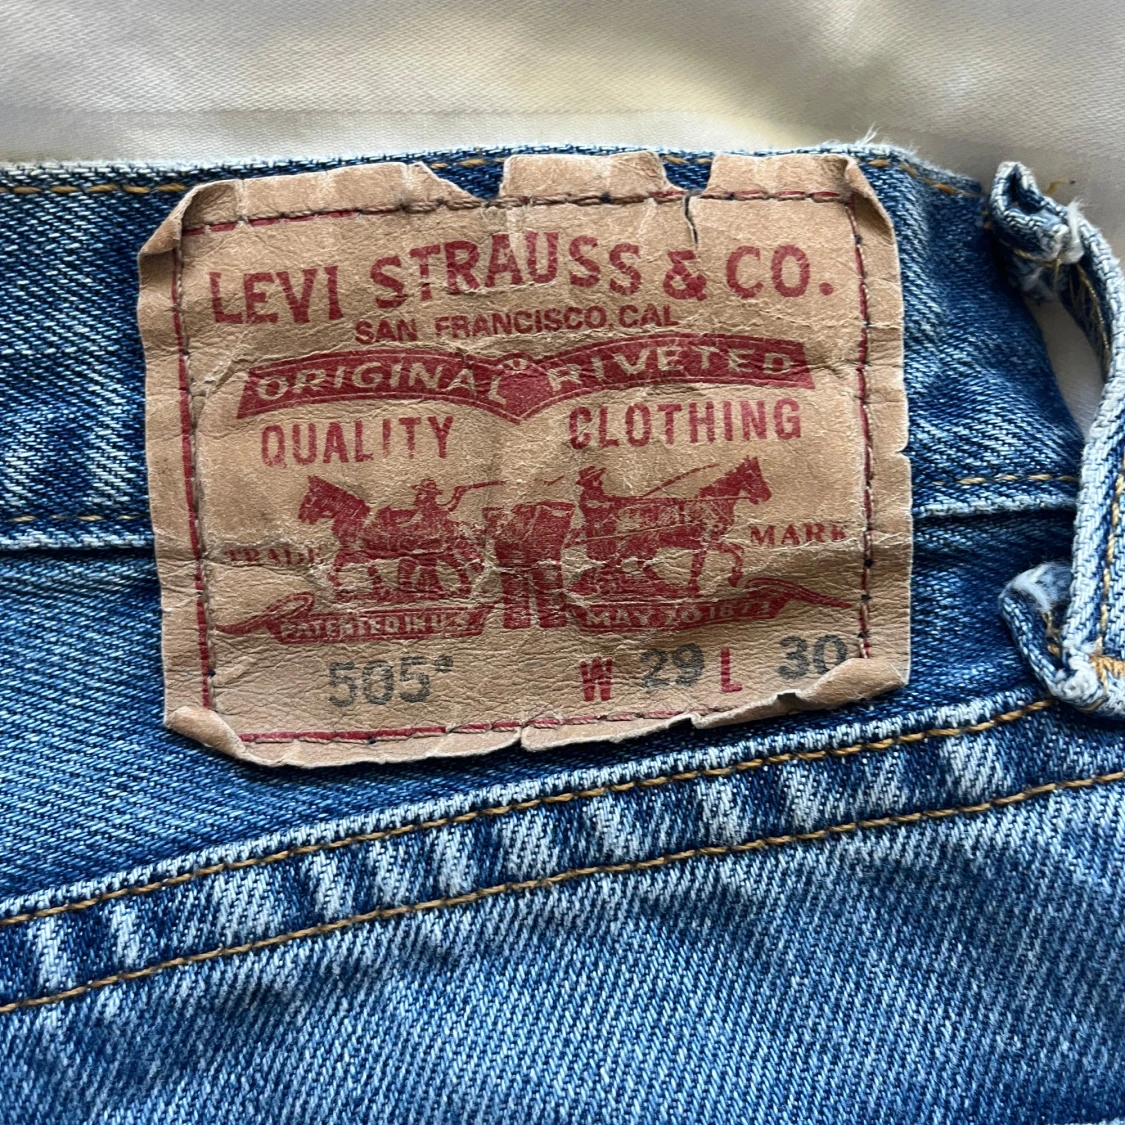 LEVI STRAUSS & CO.
SAN FRANCISCO, CAL
ORIGINAL RIVETED
QUALITY CLOTHING
TRADE MARK
PATENTED IN U.S. MAY 20 1873
505* W 29 L 30